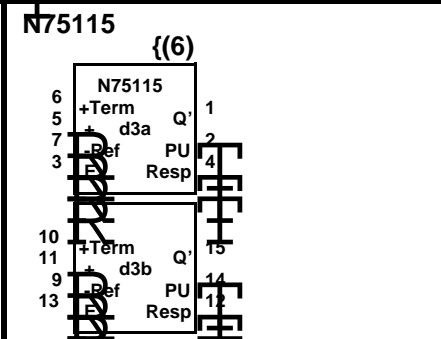 N75115
{(6)
N75115
6 +Term Q' 1
5 + d3a
7 -Ref PU 2
3 E Resp 4
10 +Term Q' 15
11 + d3b
9 -Ref PU 14
13 E Resp 12